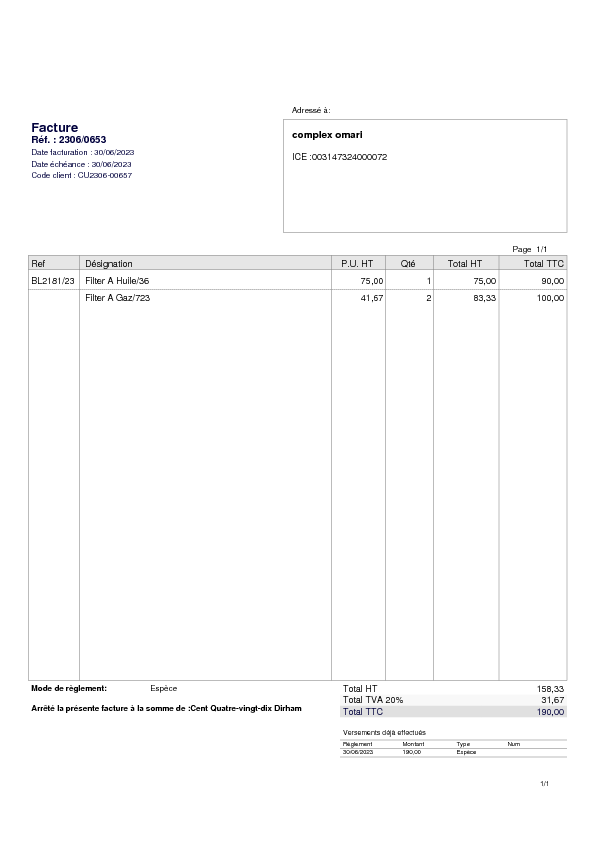 Adressé à:
Facture
Réf. : 2306/0653
Date facturation : 30/06/2023
Date échéance : 30/06/2023
Code client : CU2306-00657
complex omari
ICE :003147324000072
Page 1/1
Ref Désignation P.U. HT Qté Total HT Total TTC
BL2181/23 Filter A Huile/36 75,00 1 75,00 90,00
Filter A Gaz/723 41,67 2 83,33 100,00
Mode de règlement: Espèce
Arrêté la présente facture à la somme de :Cent Quatre-vingt-dix Dirham
Total HT 158,33
Total TVA 20% 31,67
Total TTC 190,00
Versements déjà effectués
Règlement Montant Type Num
30/06/2023 190,00 Espèce
1/1